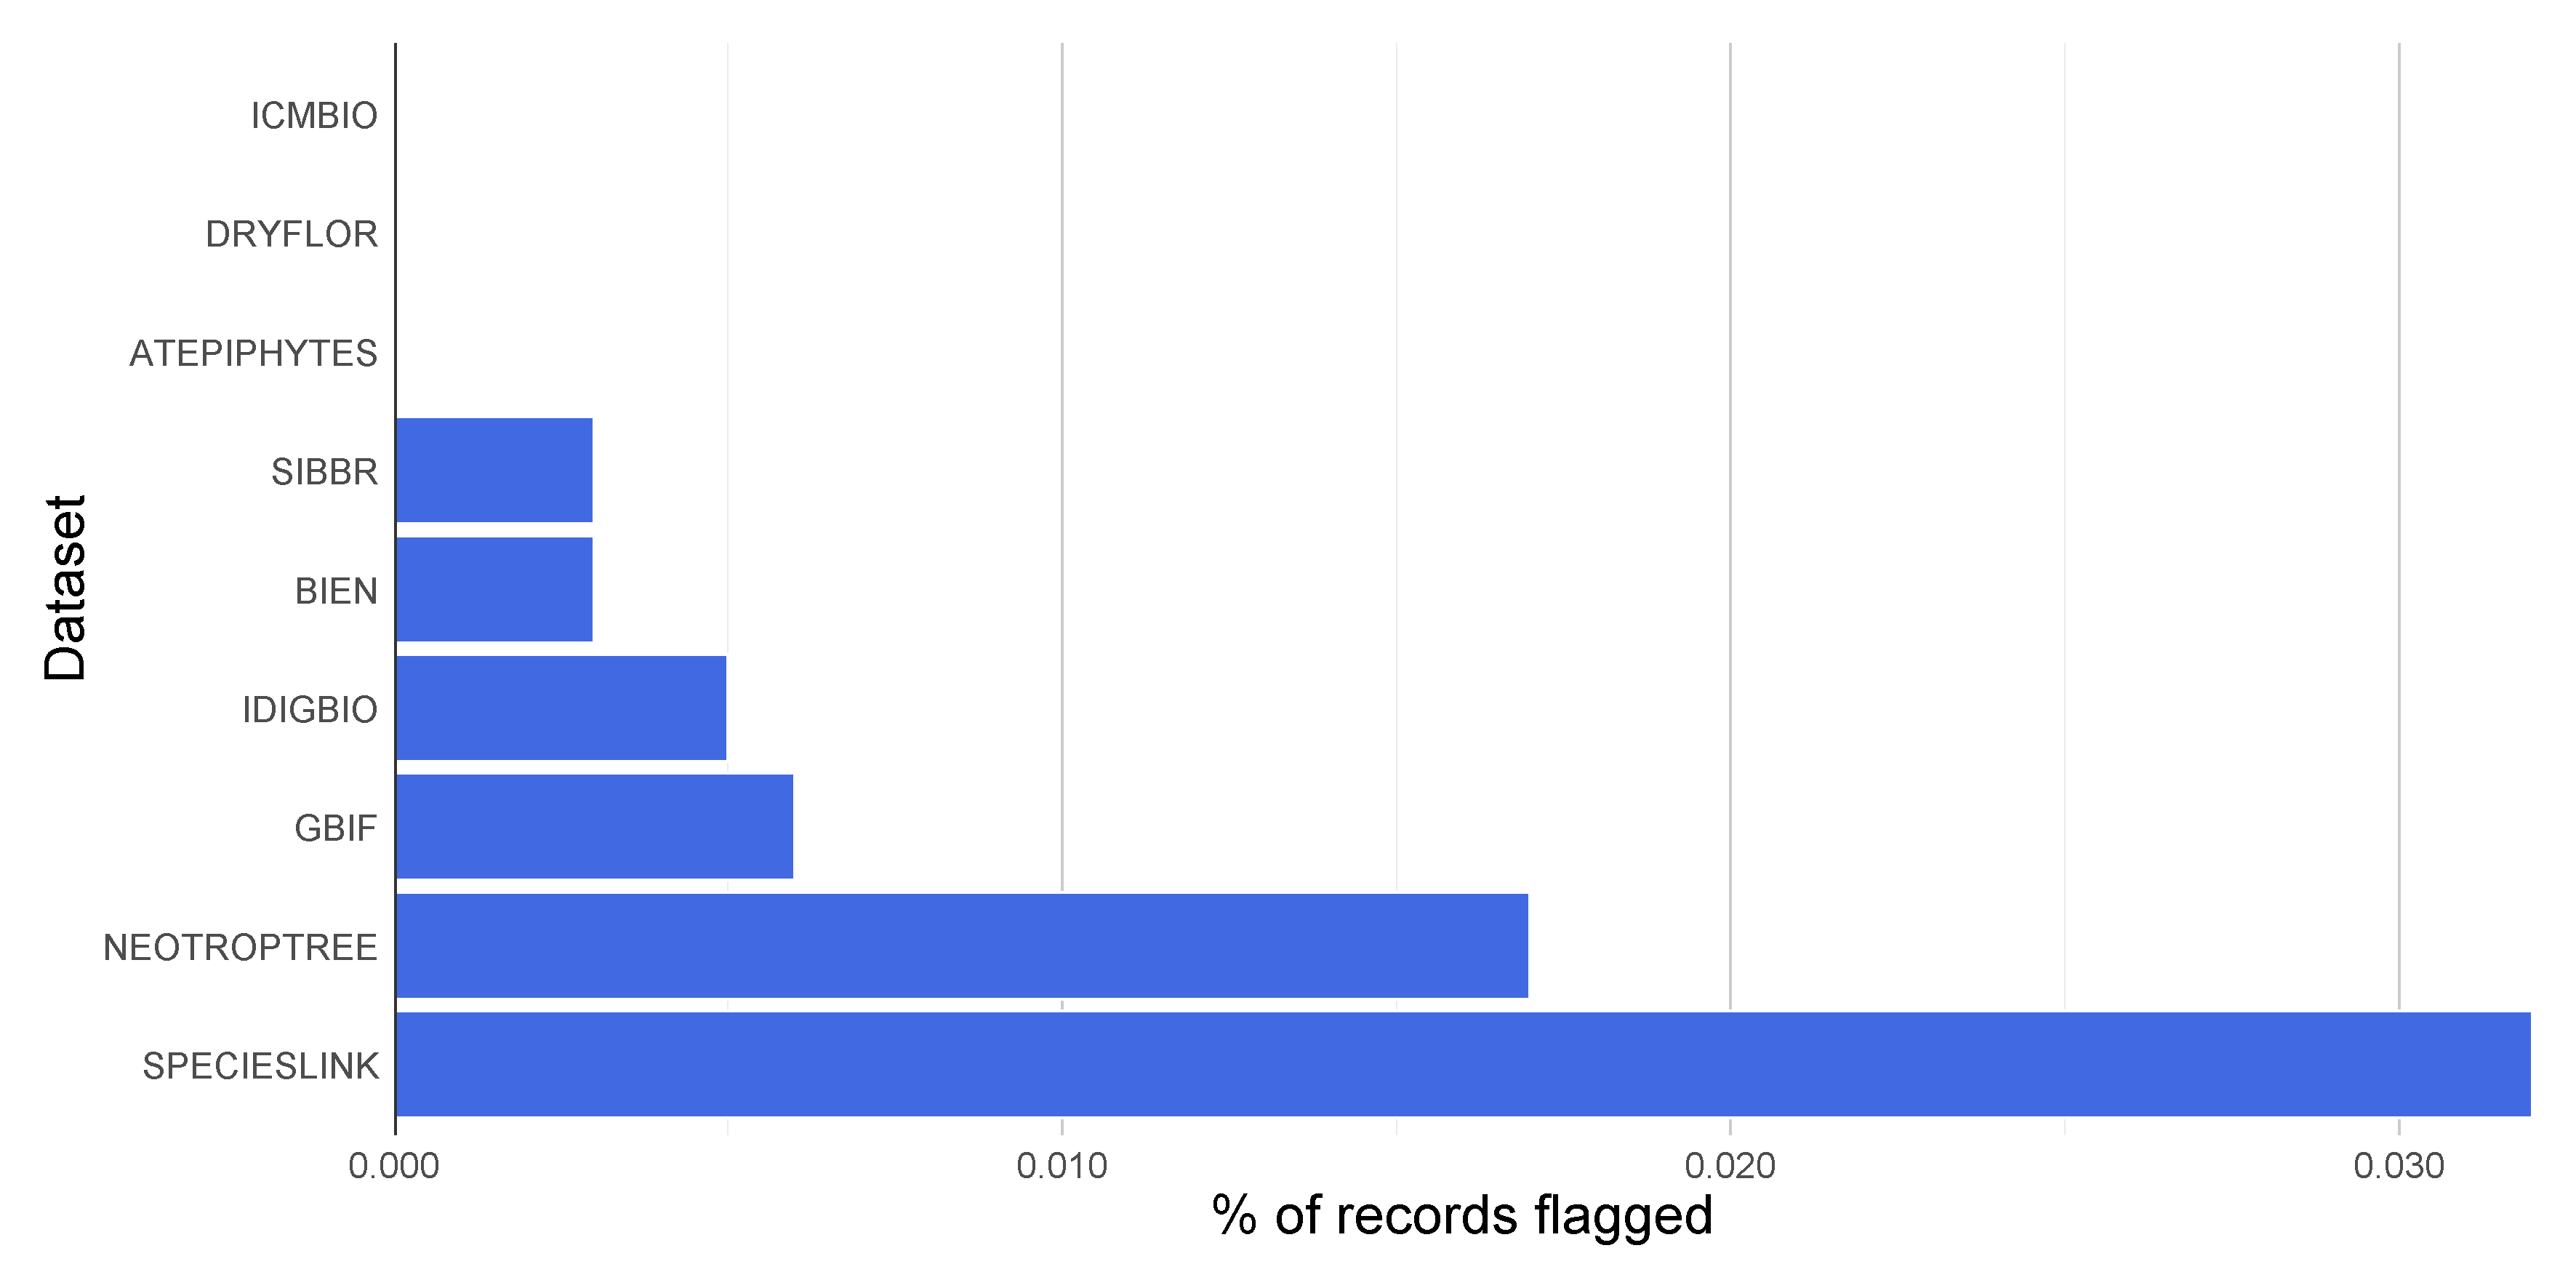 ICMBIO
DRYFLOR
ATEPIPHYTES
SIBBR
BIEN
IDIGBIO
GBIF
NEOTROPTREE
SPECIESLINK
Dataset
0.000 0.010 0.020 0.030
% of records flagged